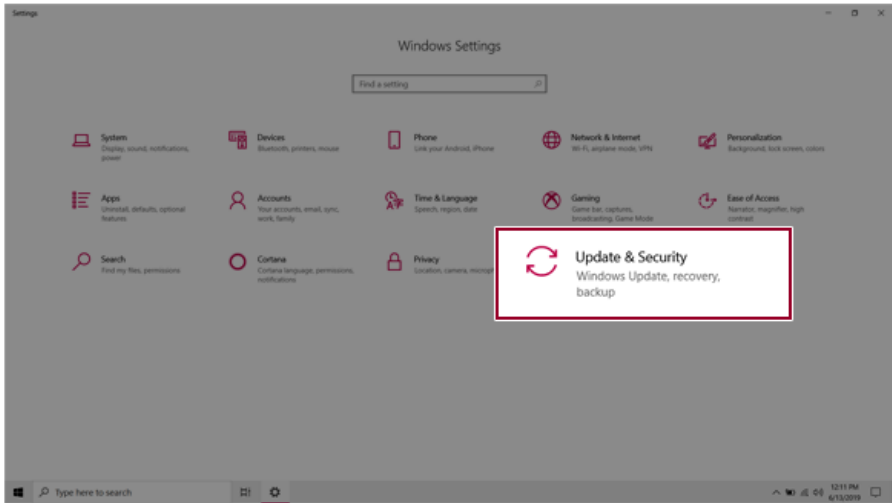 Settings
Windows Settings
Find a setting
System
Display, sound, notifications,
power
Devices
Bluetooth, printers, mouse
Phone
Link your Android, iPhone
Network & Internet
Wi-Fi, airplane mode, VPN
Personalization
Background, lock screen, colors
Apps
Uninstall, defaults, optional
features
Accounts
Your accounts, email, sync,
work, family
Time & Language
Speech, region, date
Gaming
Game bar, captures,
broadcasting, Game Mode
Ease of Access
Narrator, magnifier, high
contrast
Search
Find my files, permissions
Cortana
Cortana language, permissions,
notifications
Privacy
Location, camera, microph
Update & Security
Windows Update, recovery,
backup
Type here to search
12:11 PM
6/13/2019